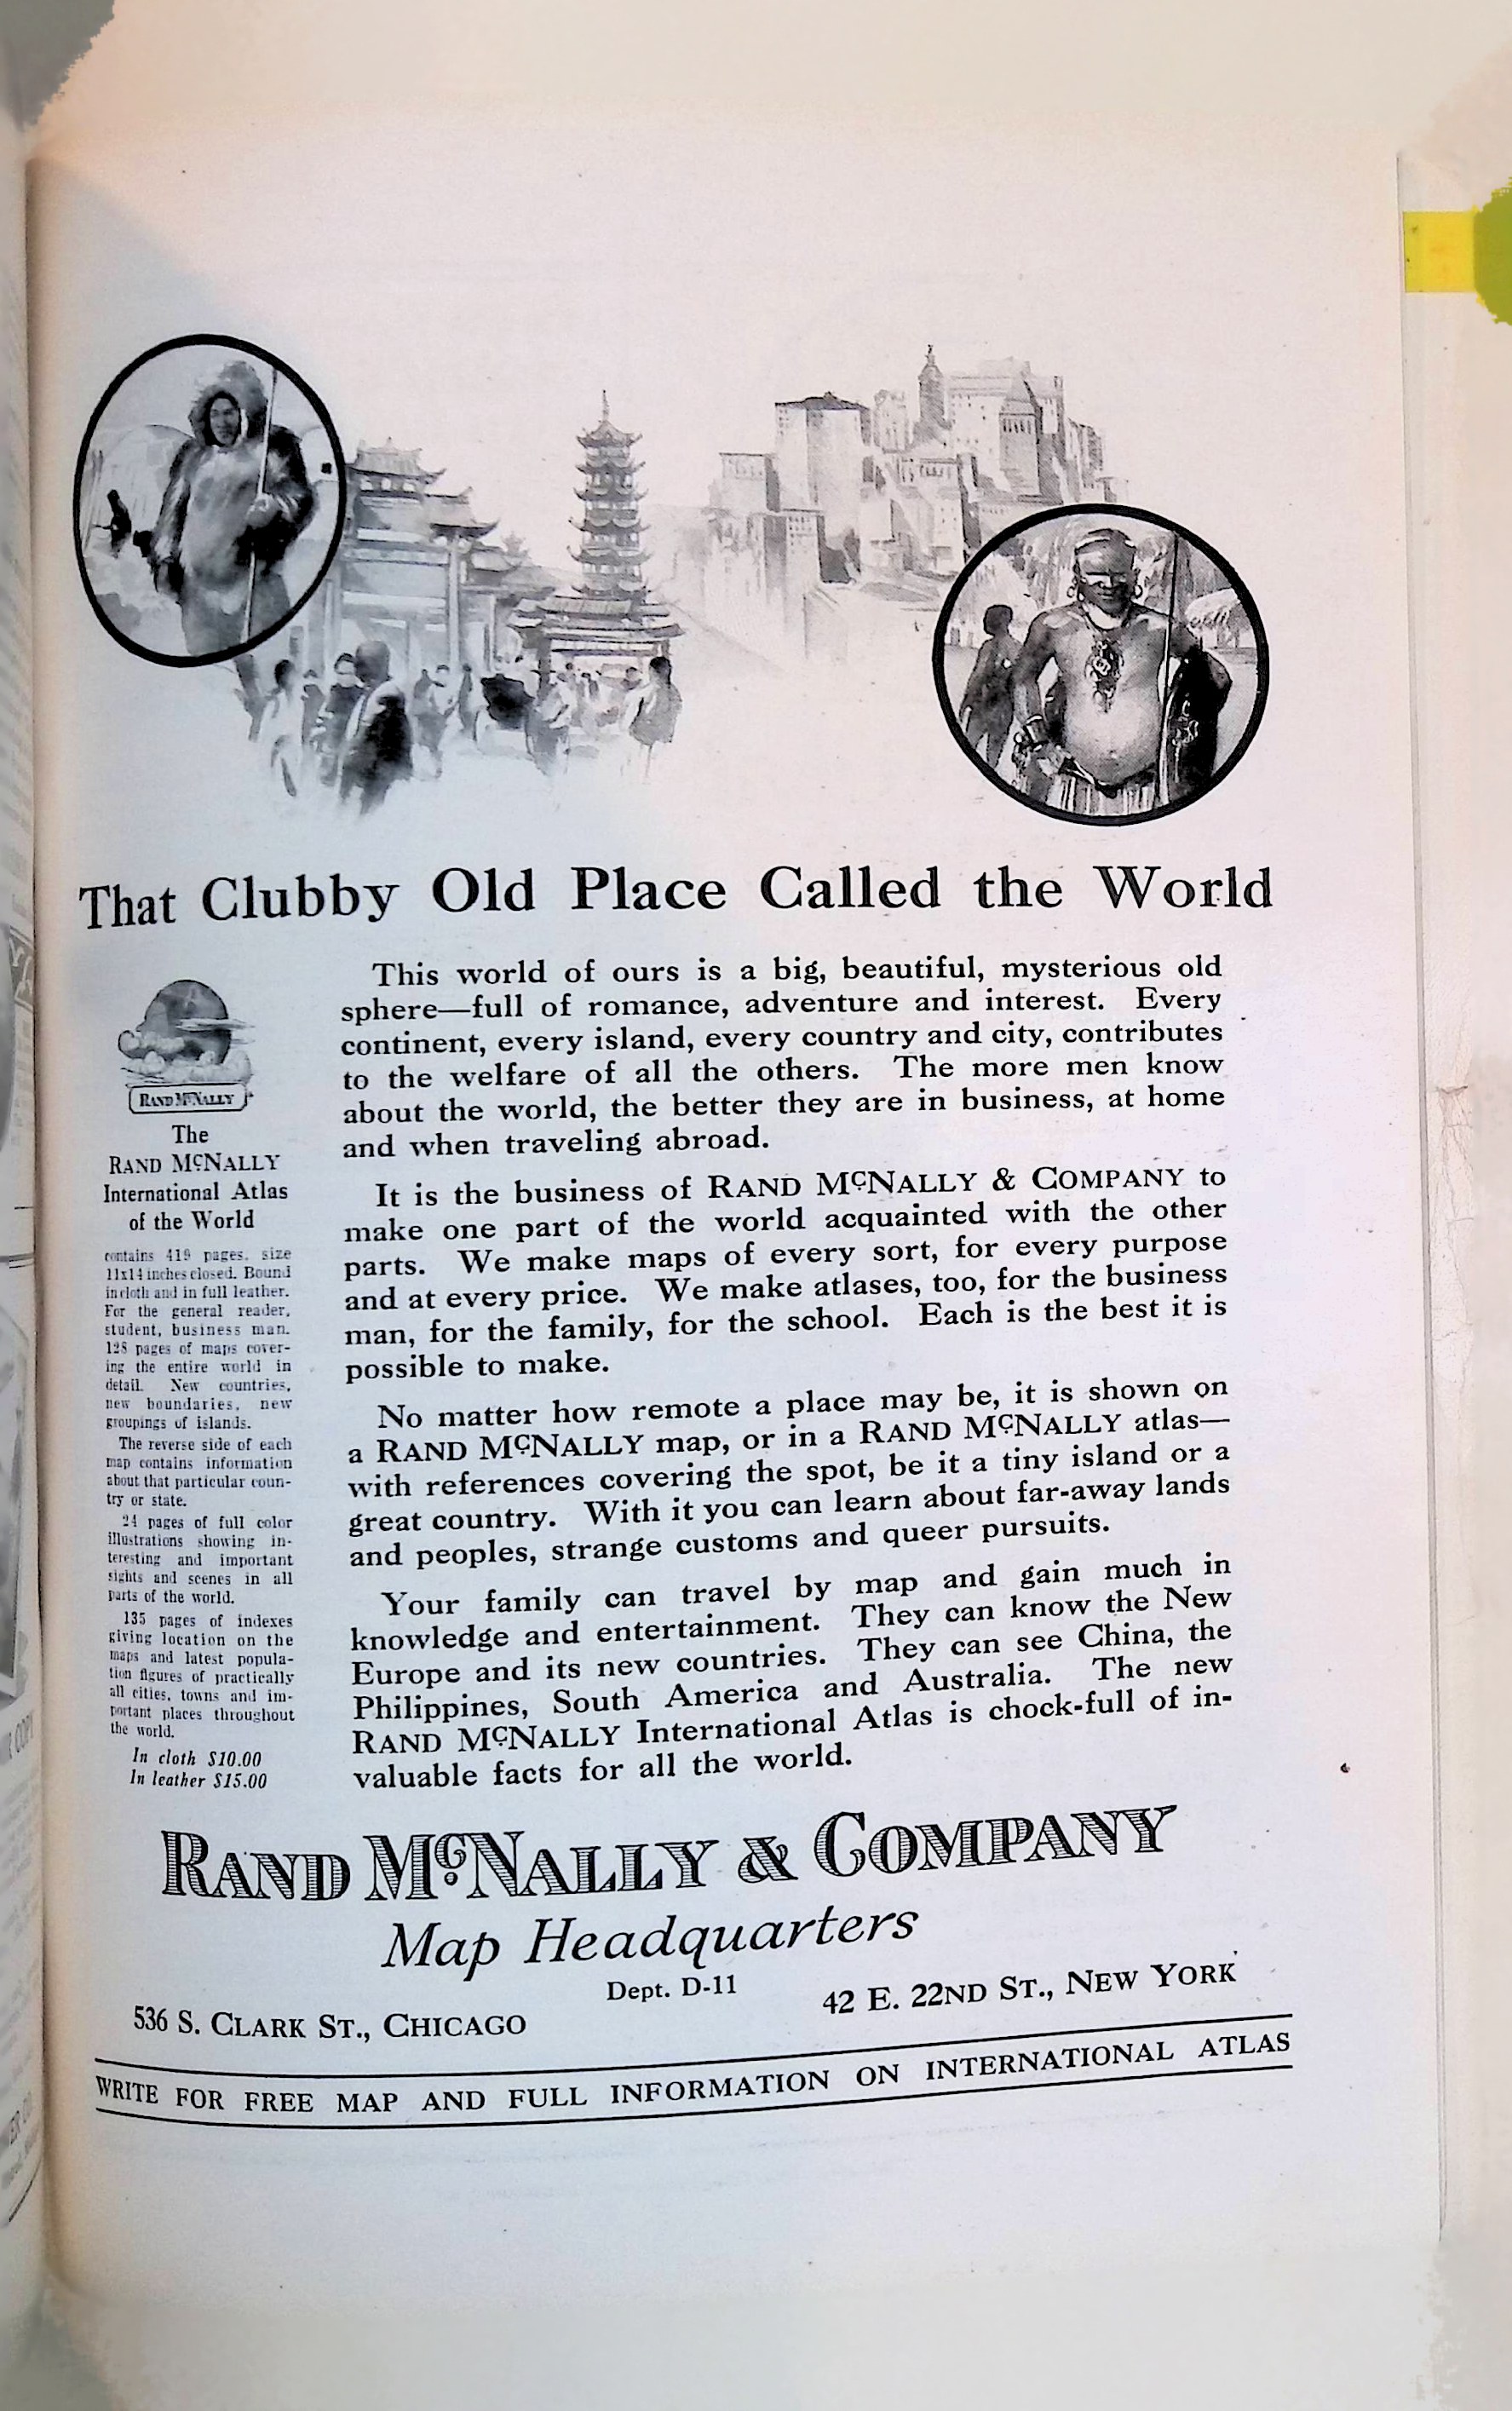 That Clubby Old Place Called the World
RAND McNALLY
The
RAND McNALLY
International Atlas
of the World
contains 419 pages, size
11x14 inches closed. Bound
in cloth and in full leather.
For the general reader,
student, business man.
128 pages of maps cover-
ing the entire world in
detail. New countries,
new boundaries, new
groupings of islands.
The reverse side of each
map contains information
about that particular coun-
try or state.
24 pages of full color
illustrations showing in-
teresting and important
sights and scenes in all
parts of the world.
135 pages of indexes
giving location on the
maps and latest popula-
tion figures of practically
all cities, towns and im-
portant places throughout
the world.
In cloth $10.00
In leather $15.00
This world of ours is a big, beautiful, mysterious old
sphere—full of romance, adventure and interest. Every
continent, every island, every country and city, contributes
to the welfare of all the others. The more men know
about the world, the better they are in business, at home
and when traveling abroad.
It is the business of RAND McNALLY & COMPANY to
make one part of the world acquainted with the other
parts. We make maps of every sort, for every purpose
and at every price. We make atlases, too, for the business
man, for the family, for the school. Each is the best it is
possible to make.
No matter how remote a place may be, it is shown on
a RAND McNALLY map, or in a RAND McNALLY atlas—
with references covering the spot, be it a tiny island or a
great country. With it you can learn about far-away lands
and peoples, strange customs and queer pursuits.
Your family can travel by map and gain much in
knowledge and entertainment. They can know the New
Europe and its new countries. They can see China, the
Philippines, South America and Australia. The new
RAND McNALLY International Atlas is chock-full of in-
valuable facts for all the world.
RAND McNALLY & COMPANY
Map Headquarters
Dept. D-11
536 S. CLARK ST., CHICAGO
42 E. 22ND ST., NEW YORK
WRITE FOR FREE MAP AND FULL INFORMATION ON INTERNATIONAL ATLAS